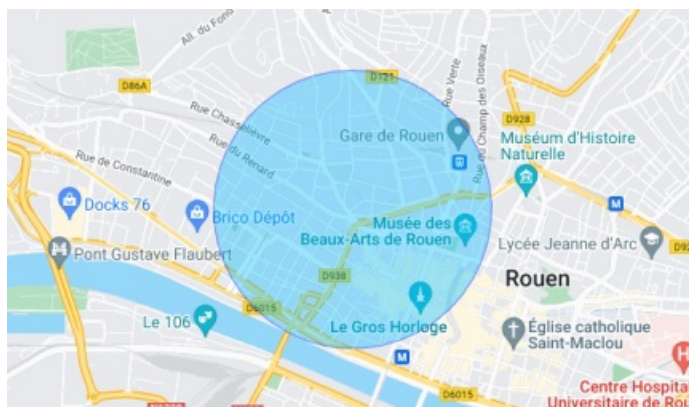 All. du Fond
D86A
D121
Rue Verte
Rue du Champ des Oiseaux
D928
Rue Chasselièvre
Gare de Rouen
Muséum d'Histoire
Naturelle
Rue du Renard
Rue de Constantine
M
Docks 76
Brico Dépôt
Musée des
Beaux-Arts de Rouen
Lycée Jeanne d'Arc
Pont Gustave Flaubert
D938
Rouen
D6015
Le 106
Le Gros Horloge
Église catholique
Saint-Maclou
M
H
D6015
Centre Hospita
Universitaire de Rou